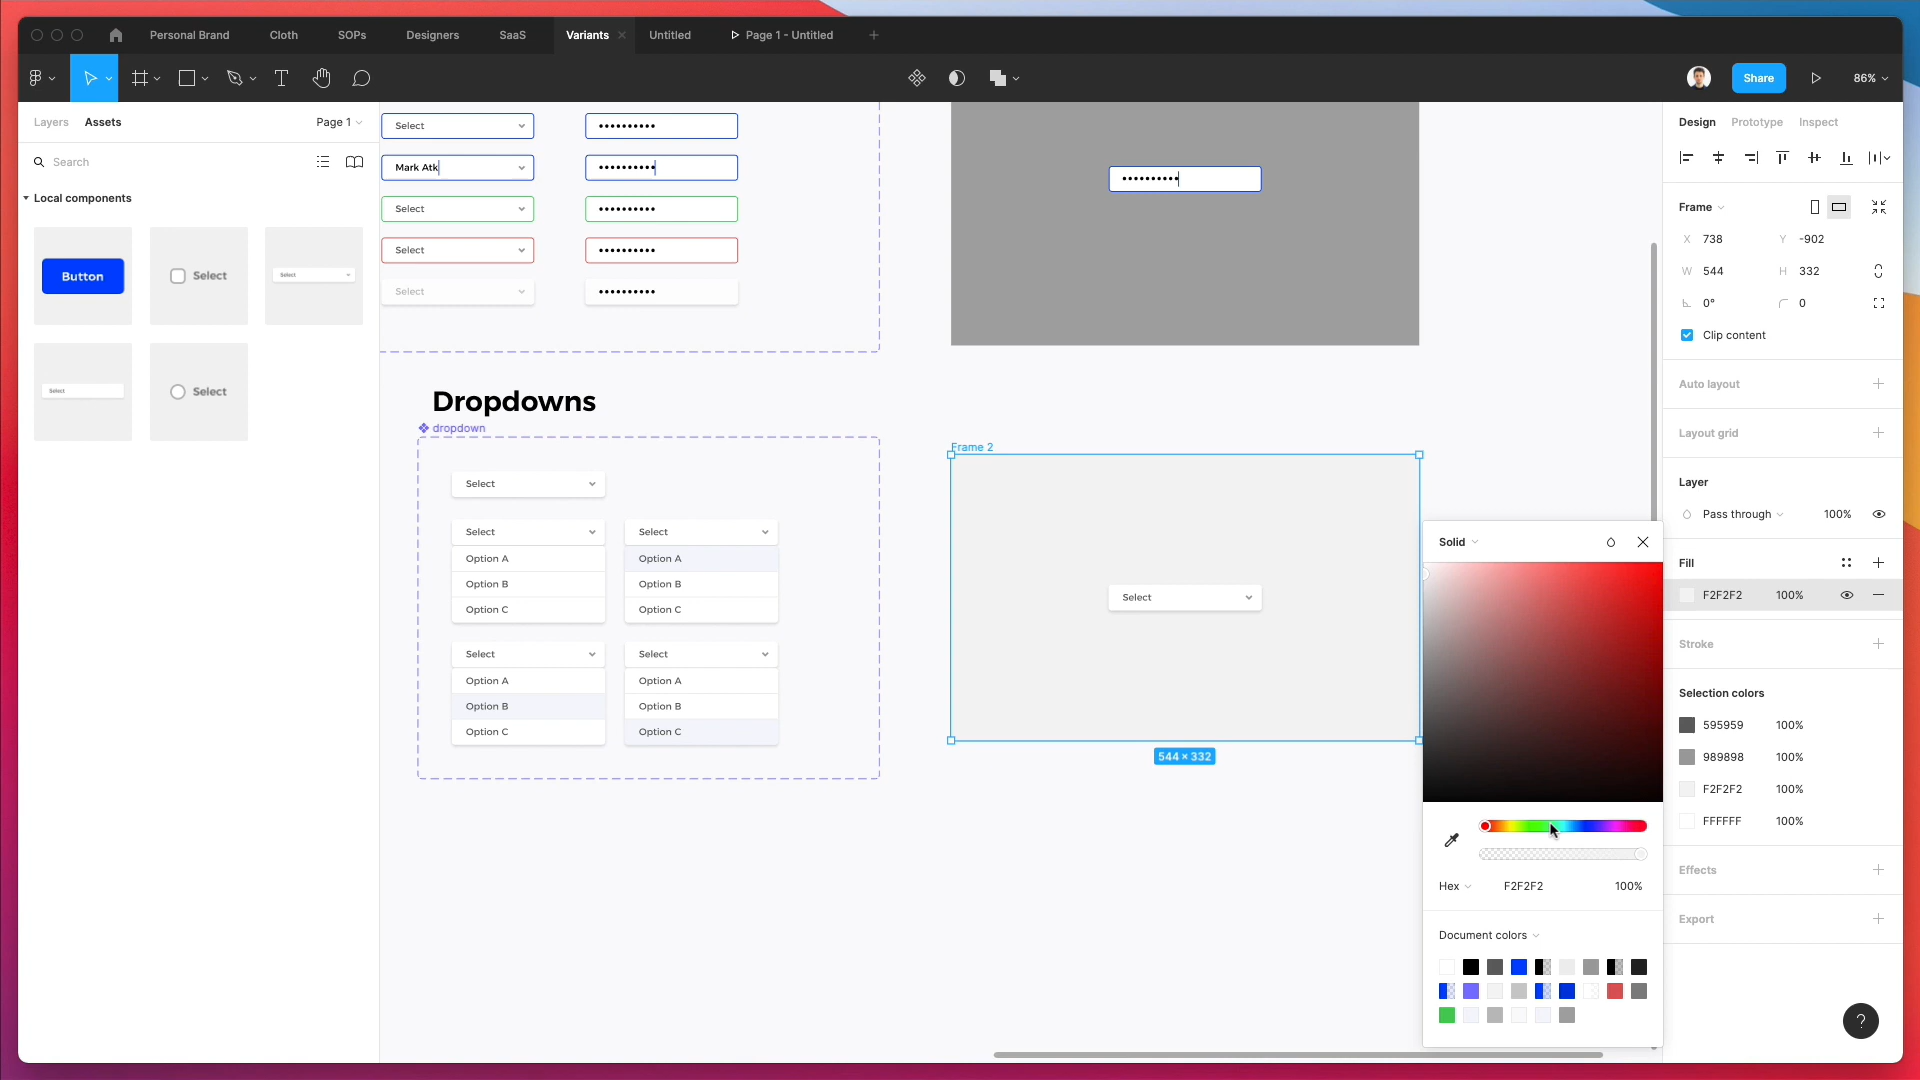 Personal Brand
Cloth
SOPs
Designers
SaaS
Variants
Untitled
Page 1 - Untitled
Share
86%
Layers
Assets
Page 1
Search
Local components
Button
Select
Select
Select
Select
Select
••••••••••
Mark Atk
••••••••••
Select
••••••••••
Select
••••••••••
Select
••••••••••
••••••••••
Dropdowns
dropdown
Select
Select
Option A
Option B
Option C
Select
Option A
Option B
Option C
Select
Option A
Option B
Option C
Select
Option A
Option B
Option C
Frame 2
Select
544 × 332
Solid
Hex
F2F2F2
100%
Document colors
Design
Prototype
Inspect
Frame
X 738
Y -902
W 544
H 332
0°
0
Clip content
Auto layout
Layout grid
Layer
Pass through
100%
Fill
F2F2F2 100%
Stroke
Selection colors
595959 100%
989898 100%
F2F2F2 100%
FFFFFF 100%
Effects
Export
?